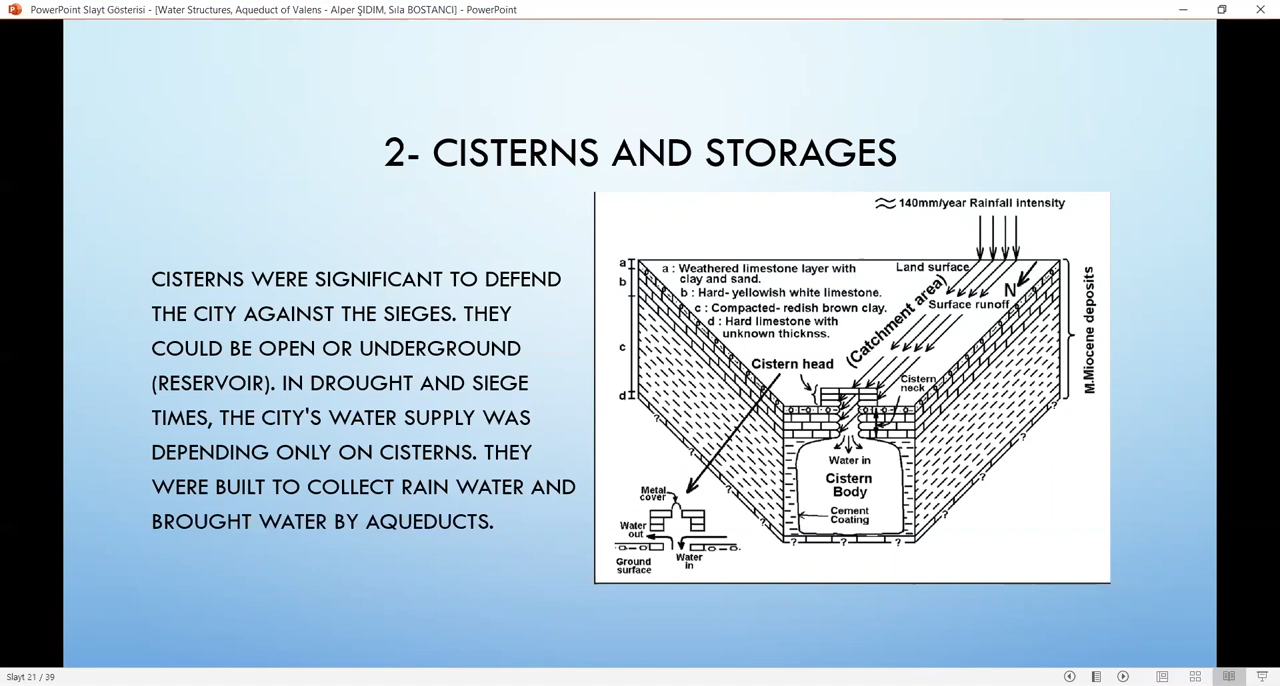 PowerPoint Slayt Gösterisi - [Water Structures, Aqueduct of Valens - Alper ŞIDIM, Sıla BOSTANCI] - PowerPoint
2- CISTERNS AND STORAGES
CISTERNS WERE SIGNIFICANT TO DEFEND
THE CITY AGAINST THE SIEGES. THEY
COULD BE OPEN OR UNDERGROUND
(RESERVOIR). IN DROUGHT AND SIEGE
TIMES, THE CITY'S WATER SUPPLY WAS
DEPENDING ONLY ON CISTERNS. THEY
WERE BUILT TO COLLECT RAIN WATER AND
BROUGHT WATER BY AQUEDUCTS.
140mm/year Rainfall intensity
a
b
c
d
a : Weathered limestone layer with
clay and sand.
b : Hard- yellowish white limestone.
c : Compacted- redish brown clay.
d : Hard limestone with
unknown thicknss.
Land surface
N
Surface runoff
(Catchment area)
M.Miocene deposits
Cistern head
Cistern
neck
Water in
Cistern
Body
Cement
Coating
Metal
cover
Water
out
Water
in
Ground
surface
? ? ? ? ? ? ? ? ? ? ?
Slayt 21 / 39